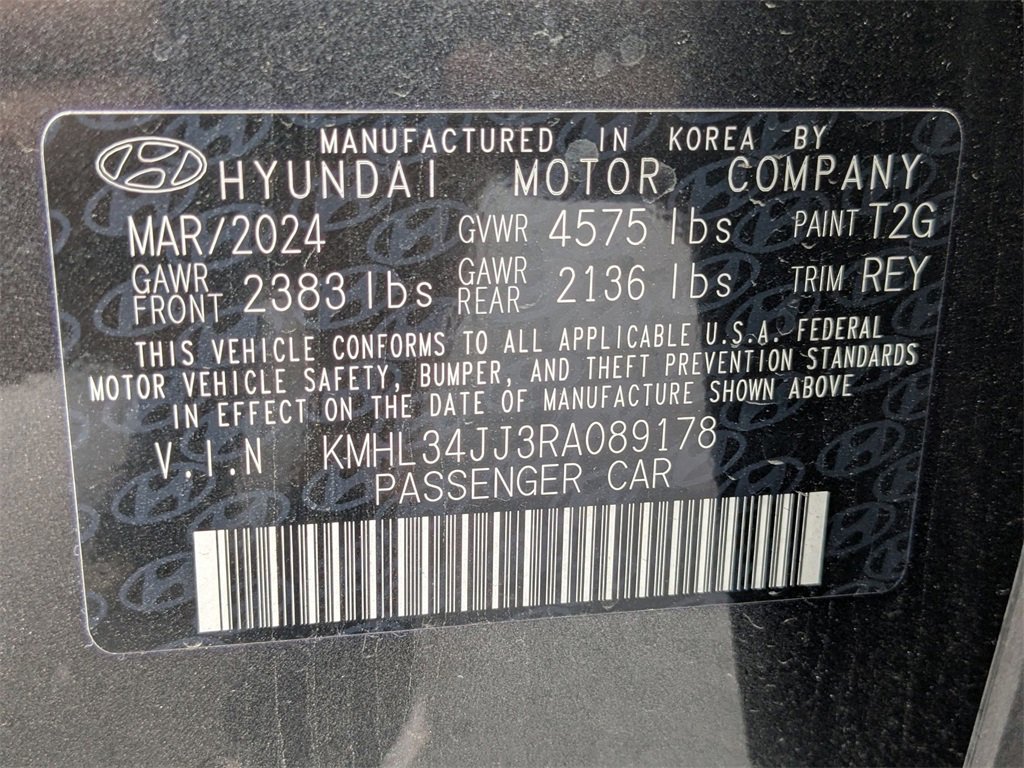 MANUFACTURED IN KOREA BY
HYUNDAI MOTOR COMPANY
MAR/2024 GVWR 4575 lbs PAINT T2G
GAWR FRONT 2383 lbs GAWR REAR 2136 lbs TRIM REY
THIS VEHICLE CONFORMS TO ALL APPLICABLE U.S.A. FEDERAL
MOTOR VEHICLE SAFETY, BUMPER, AND THEFT PREVENTION STANDARDS
IN EFFECT ON THE DATE OF MANUFACTURE SHOWN ABOVE
V.I.N KMHL34JJ3RA089178
PASSENGER CAR